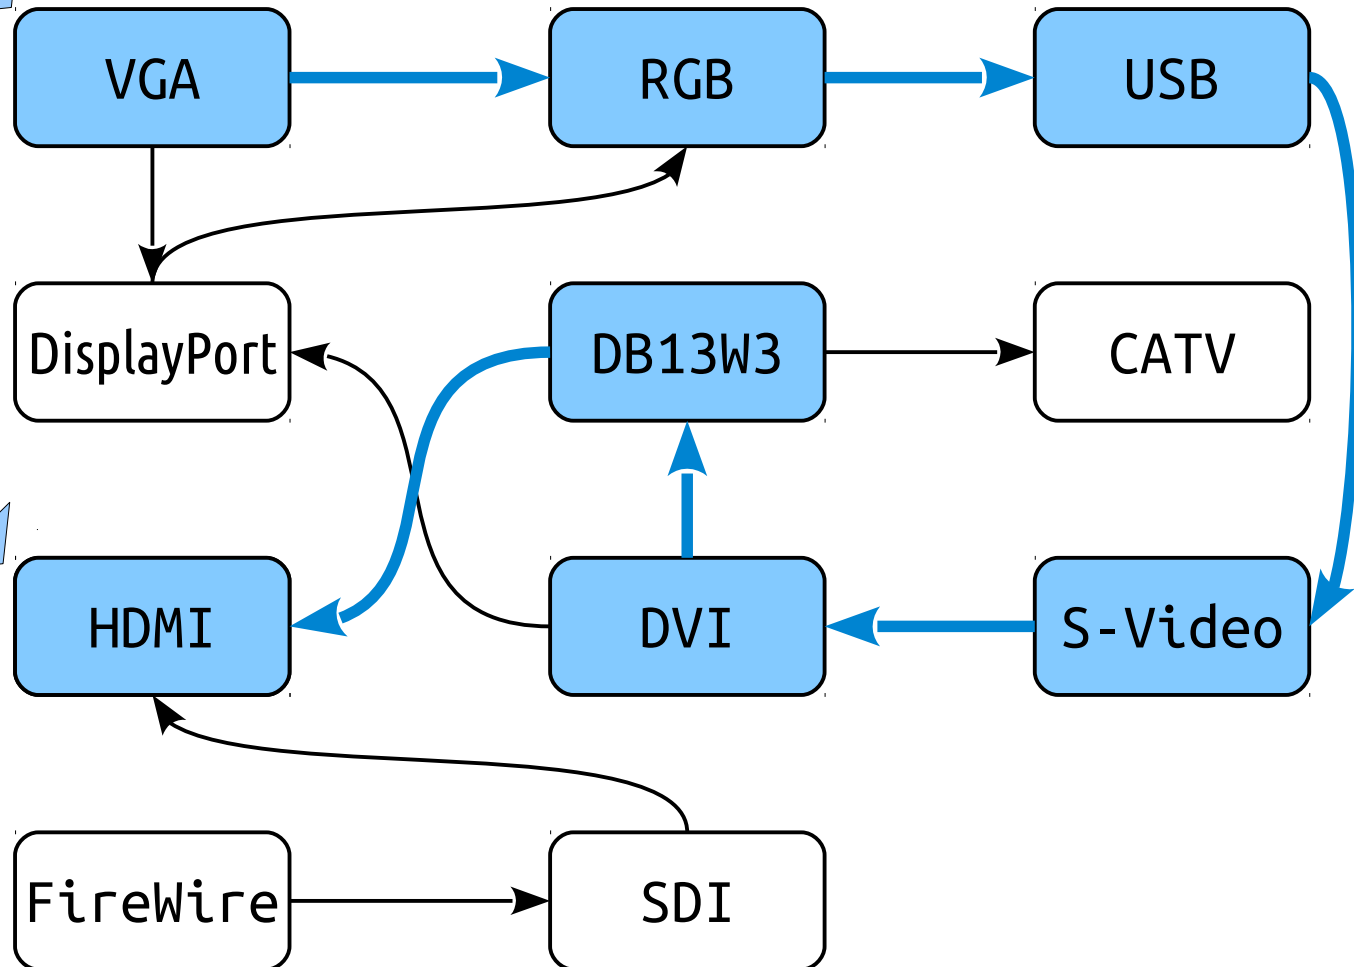 VGA
RGB
USB
DisplayPort
DB13W3
CATV
HDMI
DVI
S-Video
FireWire
SDI